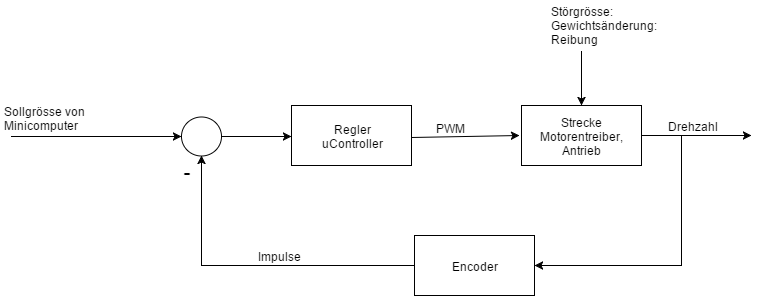 Störgrösse:
Gewichtsänderung:
Reibung
Sollgrösse von
Minicomputer
Regler
uController
PWM
Strecke
Motorentreiber,
Antrieb
Drehzahl
-
Impulse
Encoder